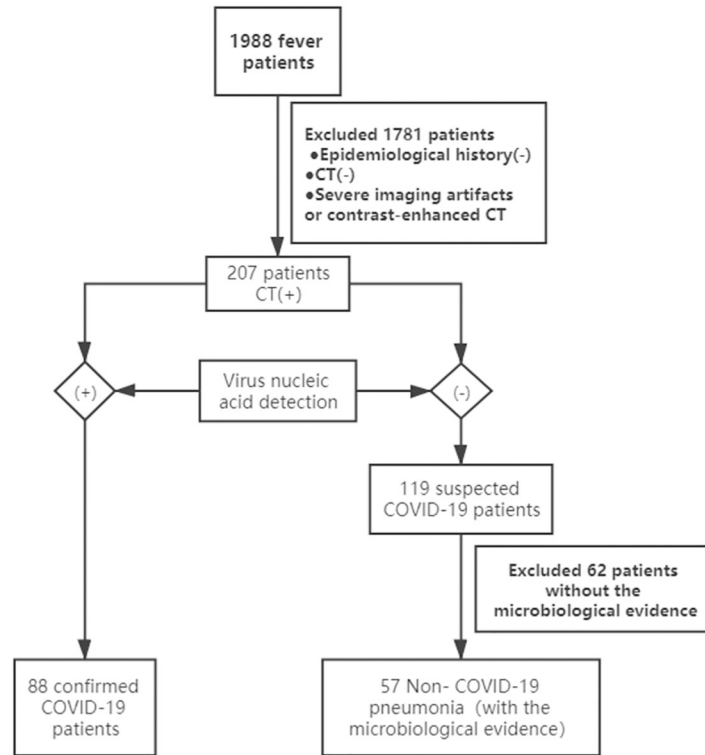 1988 fever
patients
Excluded 1781 patients
●Epidemiological history(-)
●CT(-)
●Severe imaging artifacts
or contrast-enhanced CT
207 patients
CT(+)
(+)
Virus nucleic
acid detection
(-)
119 suspected
COVID-19 patients
Excluded 62 patients
without the
microbiological evidence
88 confirmed
COVID-19
patients
57 Non- COVID-19
pneumonia (with the
microbiological evidence)